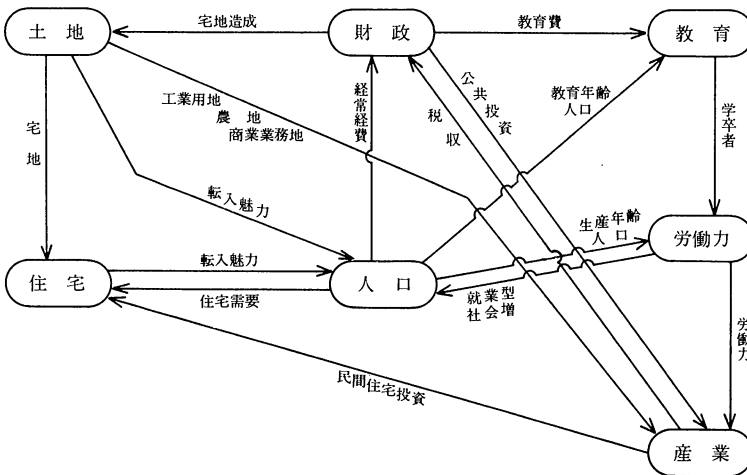 土地
宅地造成
財政
教育費
教育
工業用地
農地
商業業務地
経常経費
公共投資
税収
教育年齢
人口
学卒者
宅地
転入魅力
生産年齢
人口
労働力
住宅
転入魅力
住宅需要
人口
就業型
社会増
労働力
民間住宅投資
産業